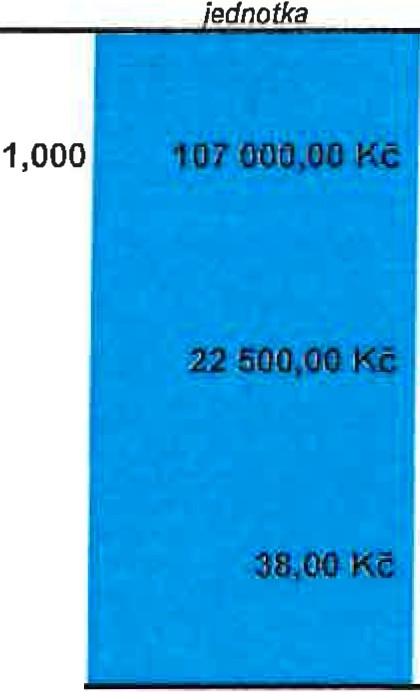 jednotka
1,000 107 000,00 Kč
22 500,00 Kč
38,00 Kč